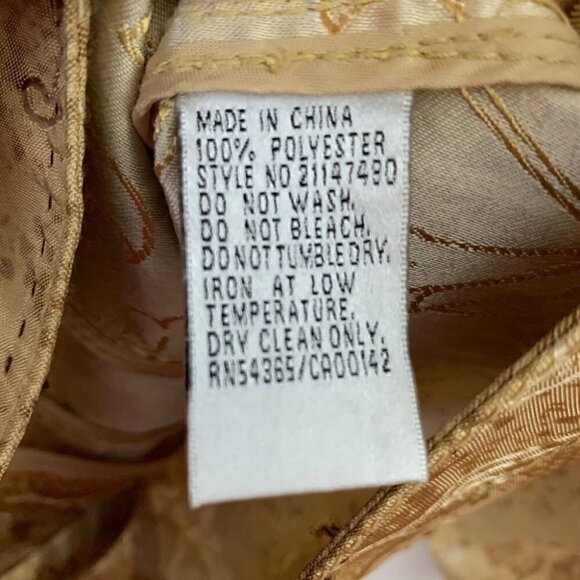 MADE IN CHINA
100% POLYESTER
STYLE NO 21147480
DO NOT WASH.
DO NOT BLEACH.
DO NOT TUMBLE DRY.
IRON AT LOW
TEMPERATURE.
DRY CLEAN ONLY.
RN54365/CA00142